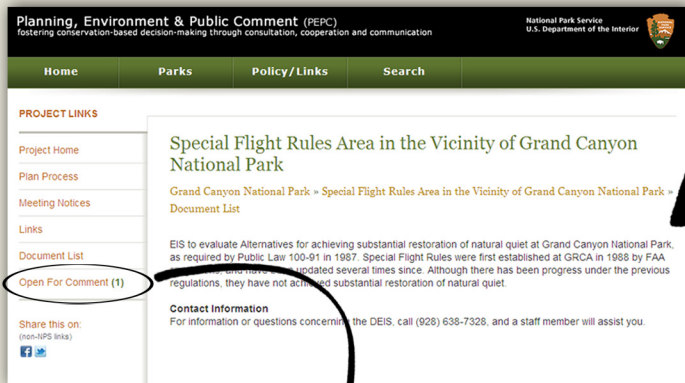 Planning, Environment & Public Comment (PEPC)
fostering conservation-based decision-making through consultation, cooperation and communication
National Park Service
U.S. Department of the Interior
Home Parks Policy/Links Search
PROJECT LINKS
Project Home
Plan Process
Meeting Notices
Links
Document List
Open For Comment (1)
Share this on:
(non-NPS links)
Special Flight Rules Area in the Vicinity of Grand Canyon
National Park
Grand Canyon National Park » Special Flight Rules Area in the Vicinity of Grand Canyon National Park »
Document List
EIS to evaluate Alternatives for achieving substantial restoration of natural quiet at Grand Canyon National Park,
as required by Public Law 100-91 in 1987. Special Flight Rules were first established at GRCA in 1988 by FAA
and have been updated several times since. Although there has been progress under the previous
regulations, they have not achieved substantial restoration of natural quiet.
Contact Information
For information or questions concerning the DEIS, call (928) 638-7328, and a staff member will assist you.